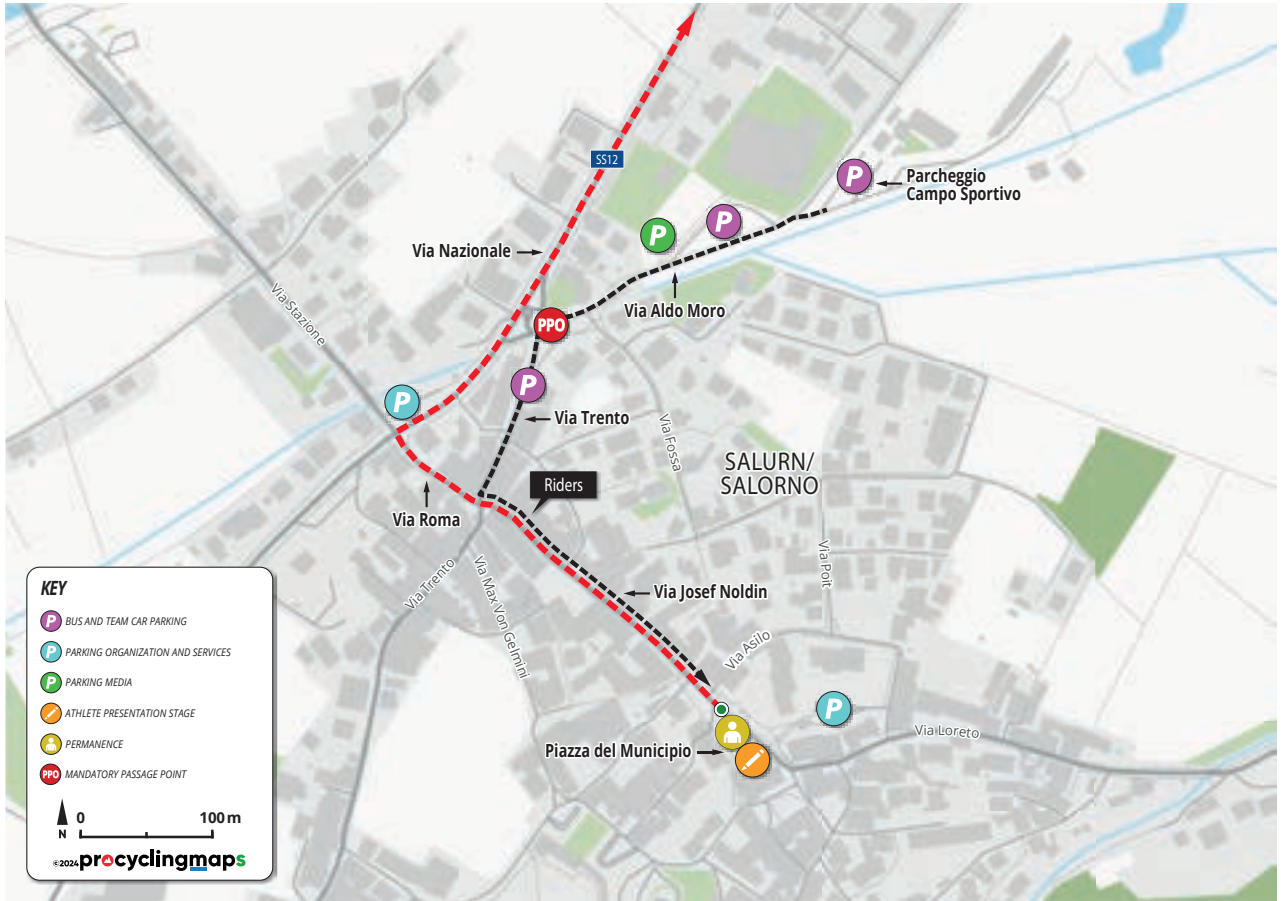 SS12
P
Parcheggio
Campo Sportivo
P
P
Via Nazionale
Via Aldo Moro
Via Stazione
PPO
P
P
Via Trento
Via Fossa
SALURN/
SALORNO
Riders
Via Roma
Via Poit
Via Trento
Via Max Von Gelmini
Via Josef Noldin
Via Asilo
P
Via Loreto
Piazza del Municipio
KEY
P BUS AND TEAM CAR PARKING
P PARKING ORGANIZATION AND SERVICES
P PARKING MEDIA
ATHLETE PRESENTATION STAGE
PERMANENCE
PPO MANDATORY PASSAGE POINT
N
0 100 m
©2024 procyclingmaps